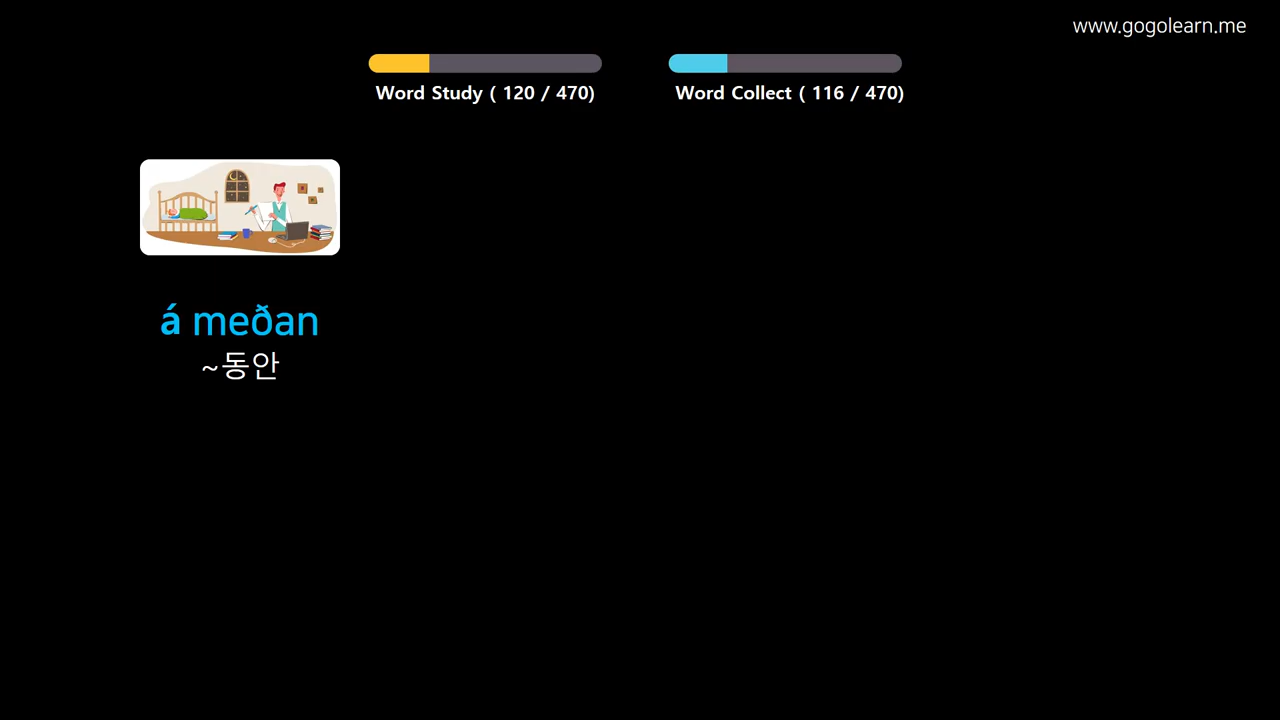 www.gogolearn.me
Word Study ( 120 / 470)
Word Collect ( 116 / 470)
á meðan
~동안